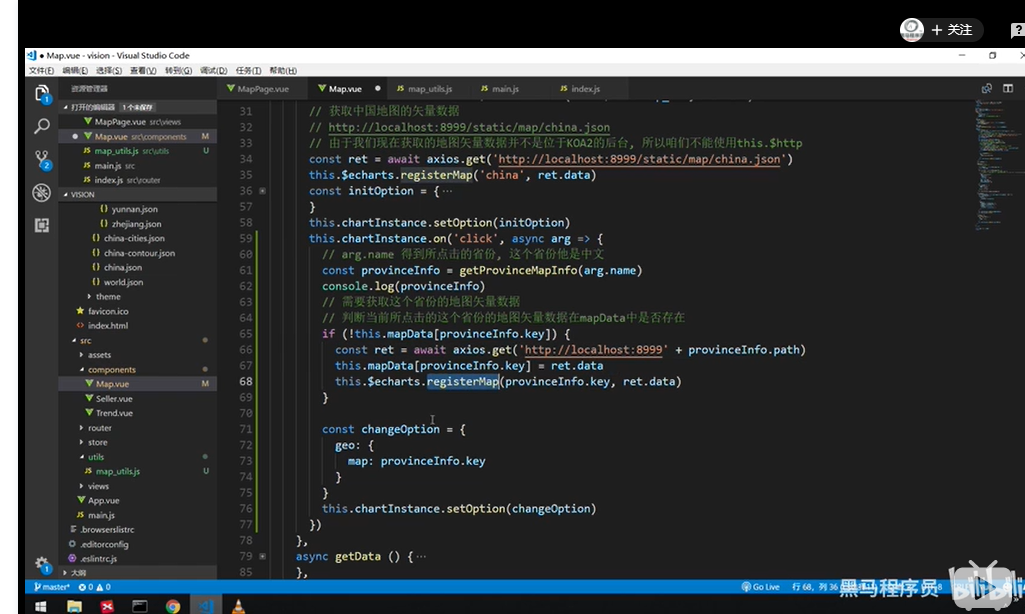 + 关注
Map.vue - vision - Visual Studio Code
文件(F) 编辑(E) 选择(S) 查看(V) 转到(G) 调试(D) 任务(T) 帮助(H)
资源管理器
打开的编辑器 1 个未保存
MapPage.vue src\views
Map.vue src\components M
map_utils.js src\utils U
main.js src
index.js src\router
VISION
yunnan.json
zhejiang.json
china-cities.json
china-contour.json
china.json
world.json
theme
favicon.ico
index.html
src
assets
components
Map.vue M
Seller.vue
Trend.vue
router
store
utils
map_utils.js U
views
App.vue
main.js
.browserslistrc
.editorconfig
.eslintrc.js
大纲
MapPage.vue Map.vue map_utils.js main.js index.js
31 // 获取中国地图的矢量数据
32 // http://localhost:8999/static/map/china.json
33 // 由于我们现在获取的地图矢量数据并不是位于KOA2的后台, 所以咱们不能使用this.$http
34 const ret = await axios.get('http://localhost:8999/static/map/china.json')
35 this.$echarts.registerMap('china', ret.data)
36 const initOption = {…
57 }
58 this.chartInstance.setOption(initOption)
59 this.chartInstance.on('click', async arg => {
60 // arg.name 得到所点击的省份, 这个省份他是中文
61 const provinceInfo = getProvinceMapInfo(arg.name)
62 console.log(provinceInfo)
63 // 需要获取这个省份的地图矢量数据
64 // 判断当前所点击的这个省份的地图矢量数据在mapData中是否存在
65 if (!this.mapData[provinceInfo.key]) {
66 const ret = await axios.get('http://localhost:8999' + provinceInfo.path)
67 this.mapData[provinceInfo.key] = ret.data
68 this.$echarts.registerMap(provinceInfo.key, ret.data)
69 }
70
71 const changeOption = {
72 geo: {
73 map: provinceInfo.key
74 }
75 }
76 this.chartInstance.setOption(changeOption)
77 })
78 },
79 async getData () {…
85 },
master* 0 0 Go Live 行 68, 列 36
黑马程序员
bilibili